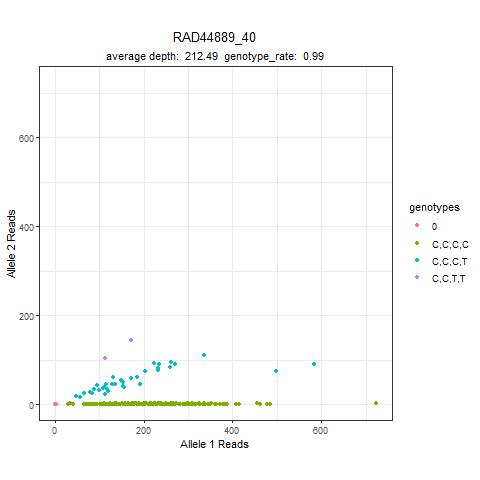 RAD44889_40
average depth: 212.49 genotype_rate: 0.99
600
400
200
0
Allele 2 Reads
0 200 400 600
Allele 1 Reads
genotypes
0
C,C,C,C
C,C,C,T
C,C,T,T